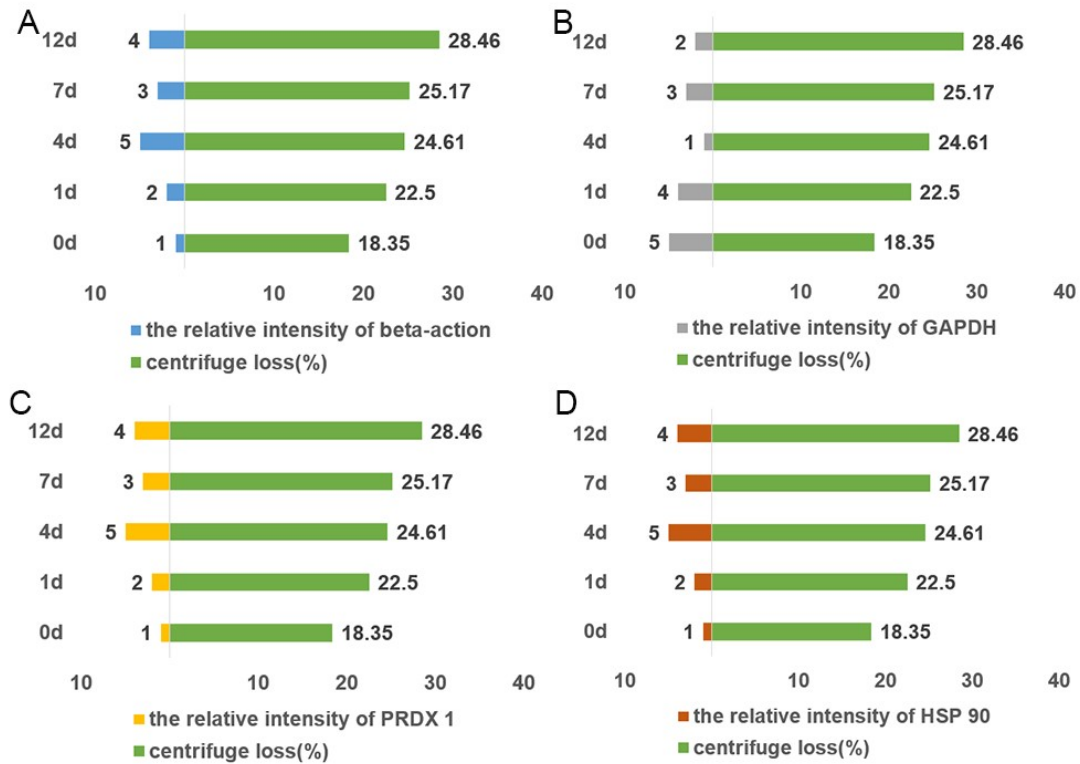 A
12d 4 28.46
7d 3 25.17
4d 5 24.61
1d 2 22.5
0d 1 18.35
10 10 20 30 40
the relative intensity of beta-action
centrifuge loss(%)
B
12d 2 28.46
7d 3 25.17
4d 1 24.61
1d 4 22.5
0d 5 18.35
10 10 20 30 40
the relative intensity of GAPDH
centrifuge loss(%)
C
12d 4 28.46
7d 3 25.17
4d 5 24.61
1d 2 22.5
0d 1 18.35
10 10 20 30 40
the relative intensity of PRDX 1
centrifuge loss(%)
D
12d 4 28.46
7d 3 25.17
4d 5 24.61
1d 2 22.5
0d 1 18.35
10 10 20 30 40
the relative intensity of HSP 90
centrifuge loss(%)